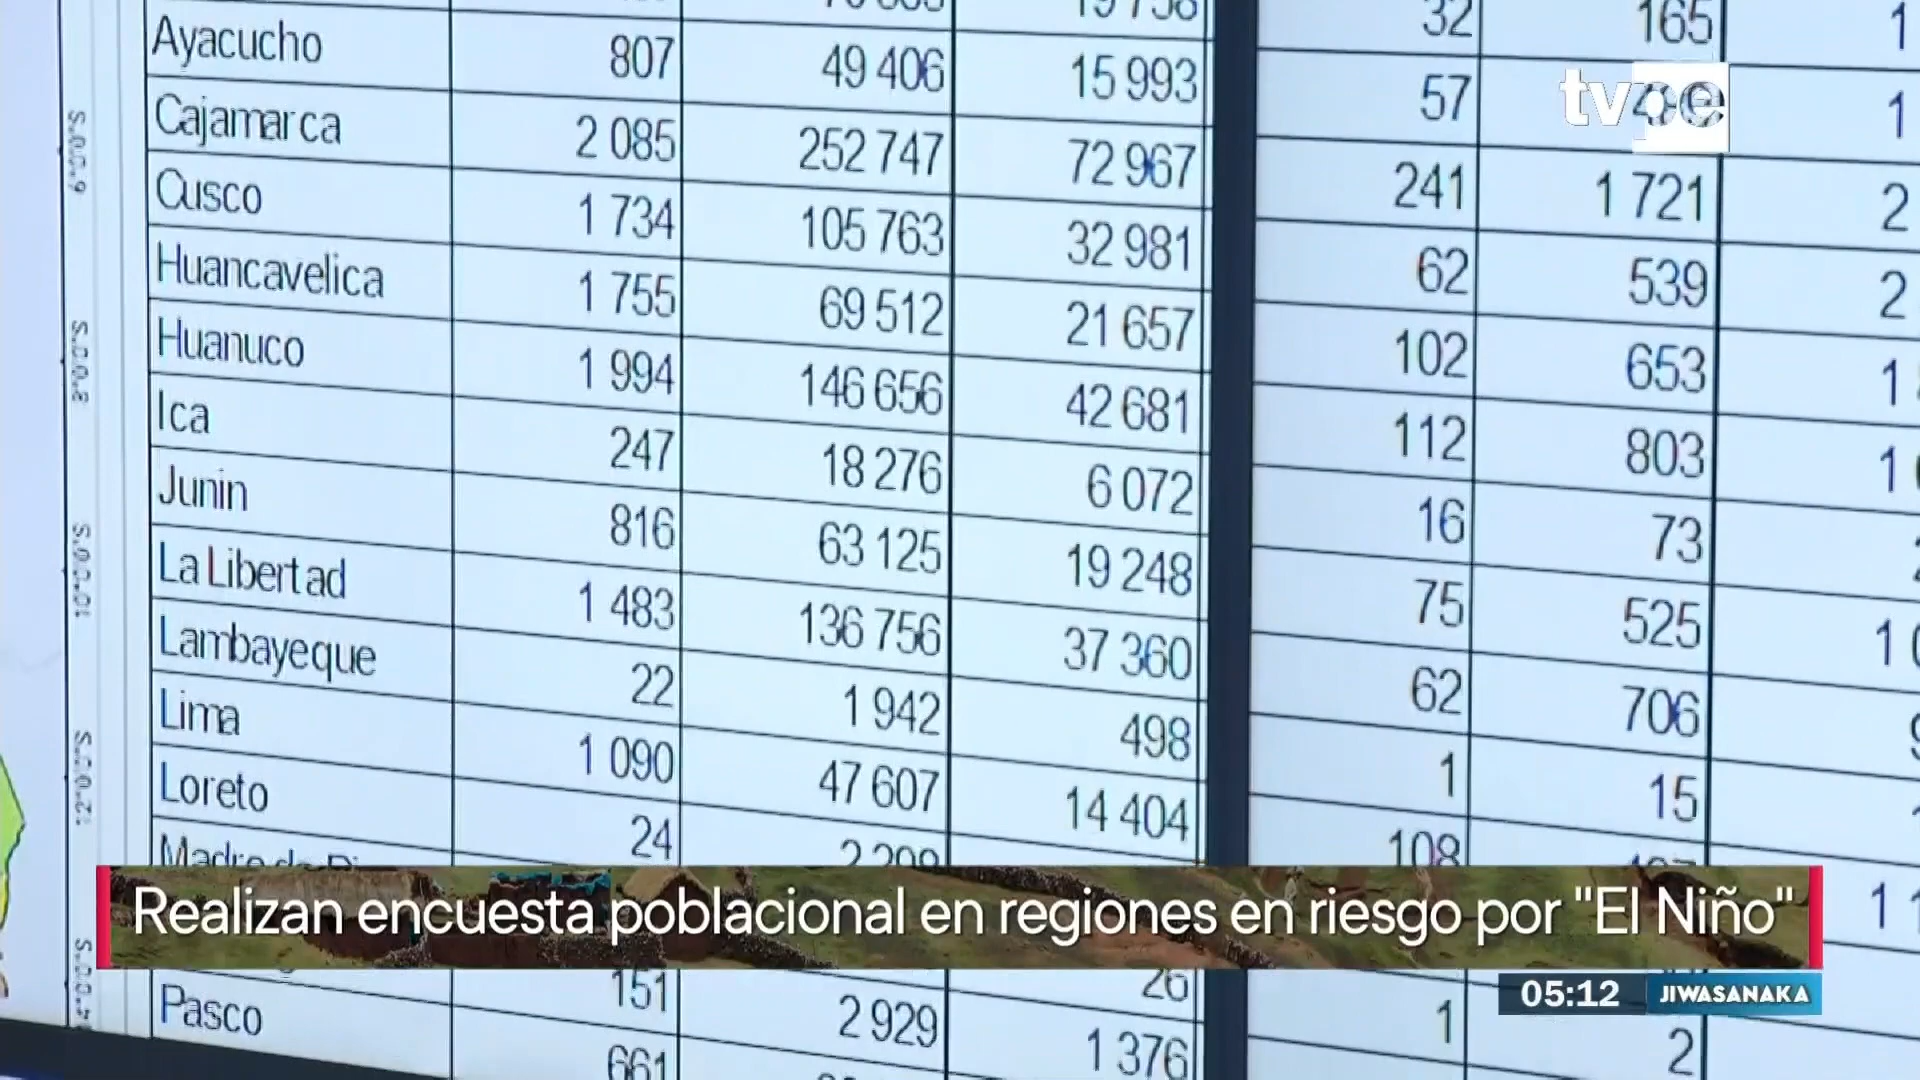 32 165 1
Ayacucho 807 49 406 15 993 57 1
tvpe
Cajamarca 2 085 252 747 72 967 241 1 721 2
Cusco 1 734 105 763 32 981 62 539 2
Huancavelica 1 755 69 512 21 657 102 653 1
Huanuco 1 994 146 656 42 681 112 803 1
Ica 247 18 276 6 072 16 73
Junin 816 63 125 19 248 75 525 1
La Libertad 1 483 136 756 37 360 62 706
Lambayeque 22 1 942 498 1 15
Lima 1 090 47 607 14 404 108
Loreto 24
Realizan encuesta poblacional en regiones en riesgo por "El Niño"
26 1 2
151 2 929 1 376
Pasco 661
05:12 JIWASANAKA